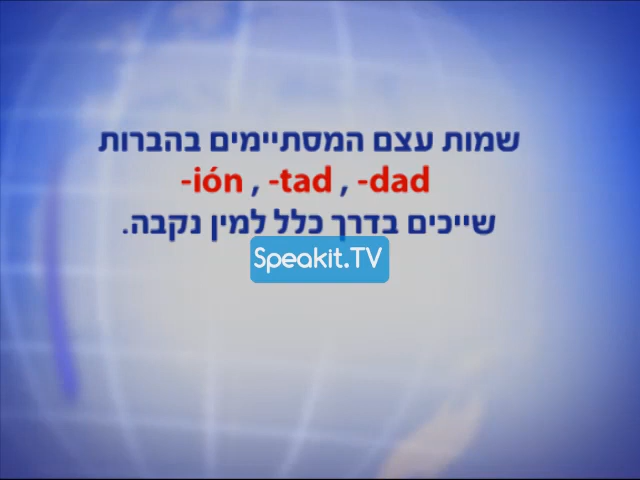 שמות עצם המסתיימים בהברות
-ión , -tad , -dad
שייכים בדרך כלל למין נקבה.
Speakit.TV